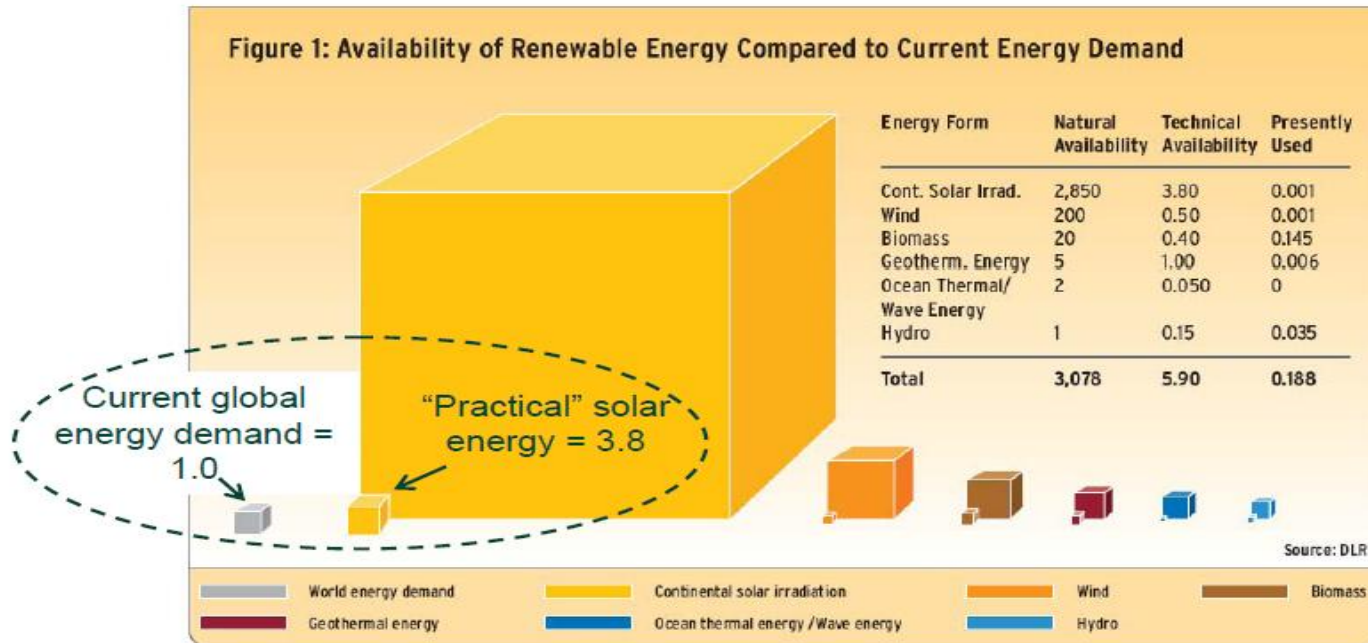 Figure 1: Availability of Renewable Energy Compared to Current Energy Demand
Energy Form Natural Availability Technical Availability Presently Used
Cont. Solar Irrad. 2,850 3.80 0.001
Wind 200 0.50 0.001
Biomass 20 0.40 0.145
Geotherm. Energy 5 1.00 0.006
Ocean Thermal/ 2 0.050 0
Wave Energy
Hydro 1 0.15 0.035
Total 3,078 5.90 0.188
Current global
energy demand =
1.0
“Practical” solar
energy = 3.8
Source: DLR
World energy demand Continental solar irradiation Wind Biomass
Geothermal energy Ocean thermal energy /Wave energy Hydro